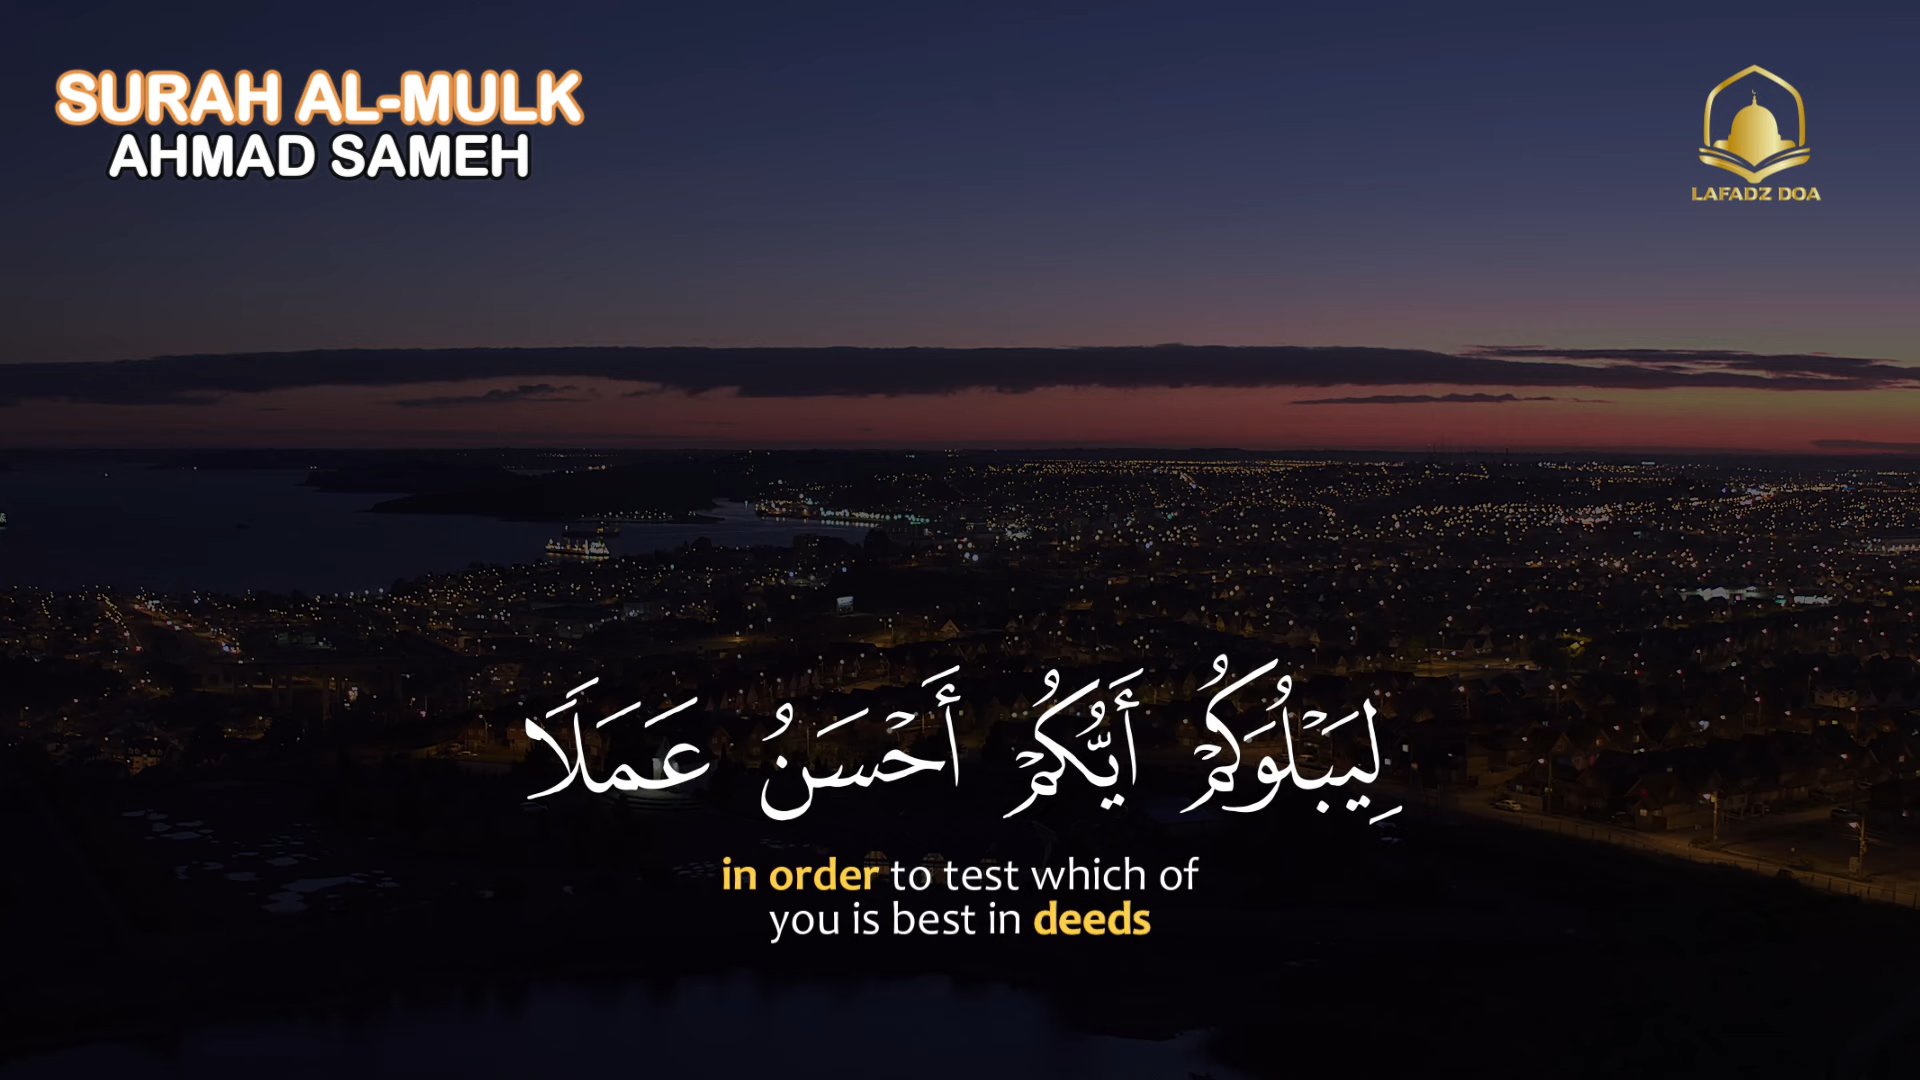 SURAH AL-MULK
AHMAD SAMEH
LAFADZ DOA
لِيَبْلُوَكُمْ أَيُّكُمْ أَحْسَنُ عَمَلًا
in order to test which of
you is best in deeds